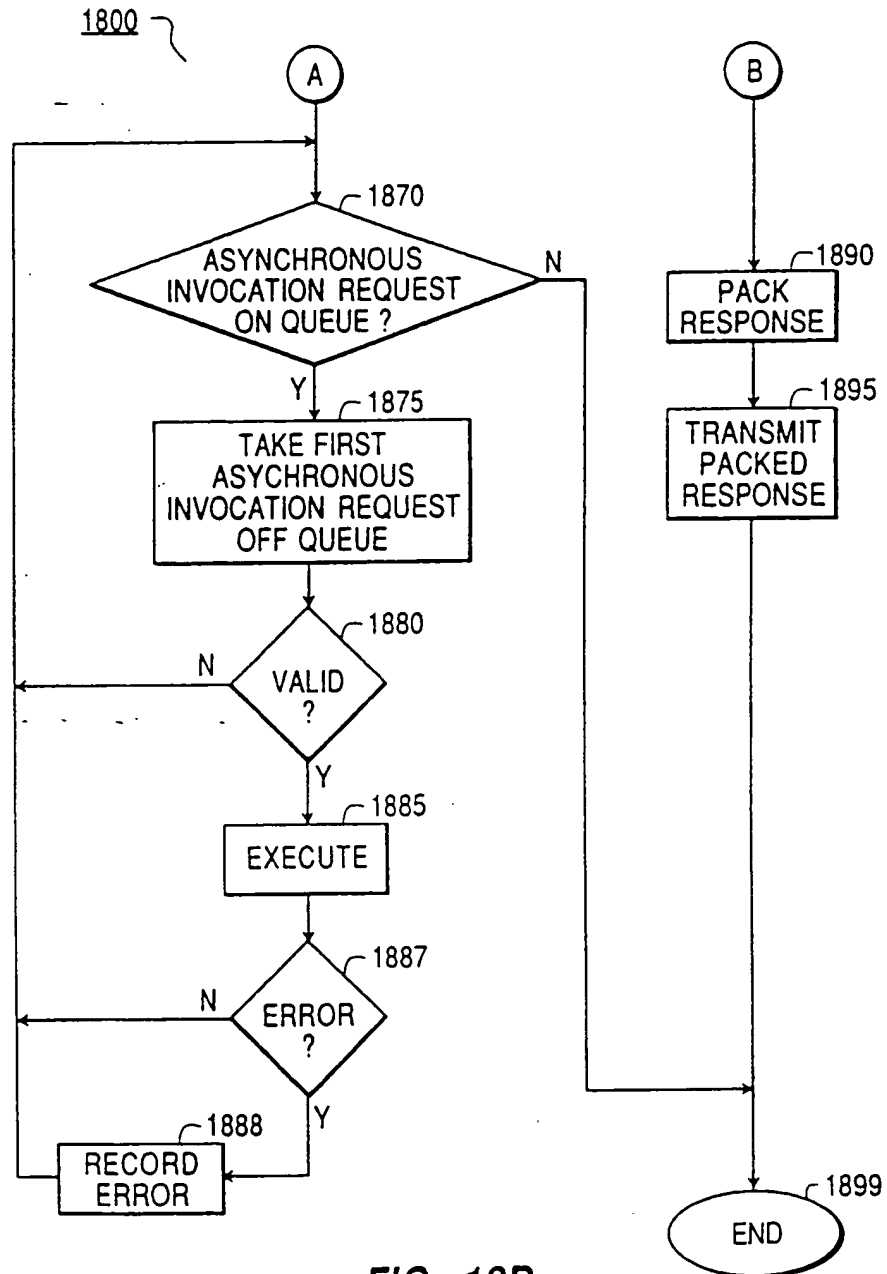 1800
A
B
1870
ASYNCHRONOUS
INVOCATION REQUEST
ON QUEUE ?
N
Y
1875
TAKE FIRST
ASYCHRONOUS
INVOCATION REQUEST
OFF QUEUE
1880
VALID
?
N
Y
1885
EXECUTE
1887
ERROR
?
N
Y
1888
RECORD
ERROR
1890
PACK
RESPONSE
1895
TRANSMIT
PACKED
RESPONSE
1899
END